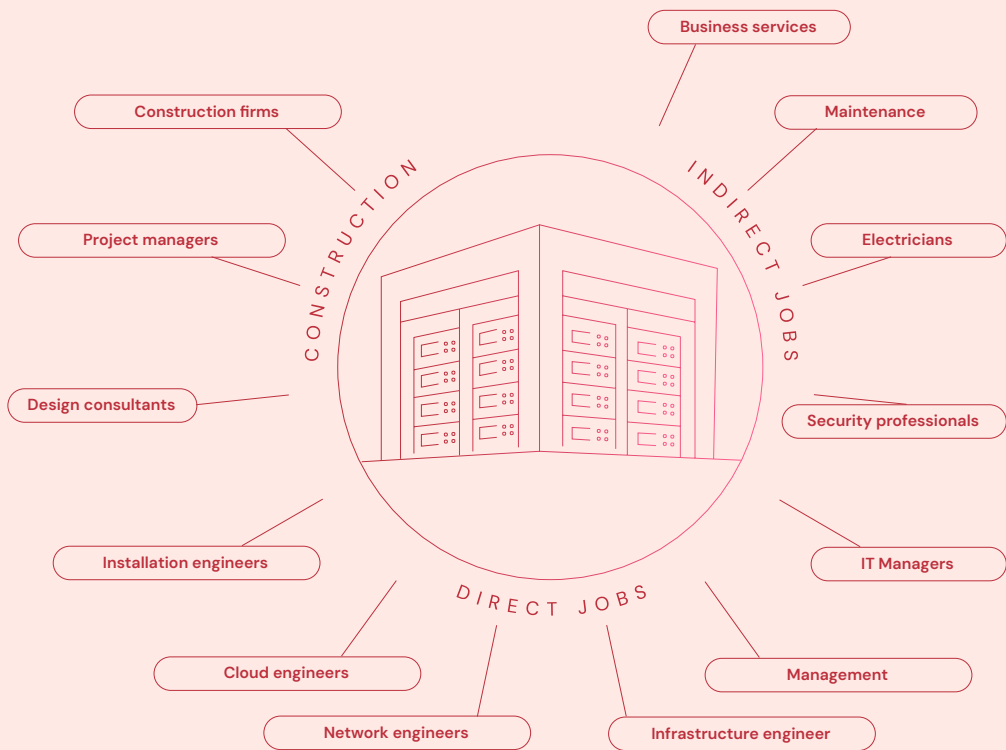 Business services
Construction firms
Maintenance
CONSTRUCTION
INDIRECT JOBS
Project managers
Electricians
Design consultants
Security professionals
Installation engineers
IT Managers
DIRECT JOBS
Cloud engineers
Management
Network engineers
Infrastructure engineer